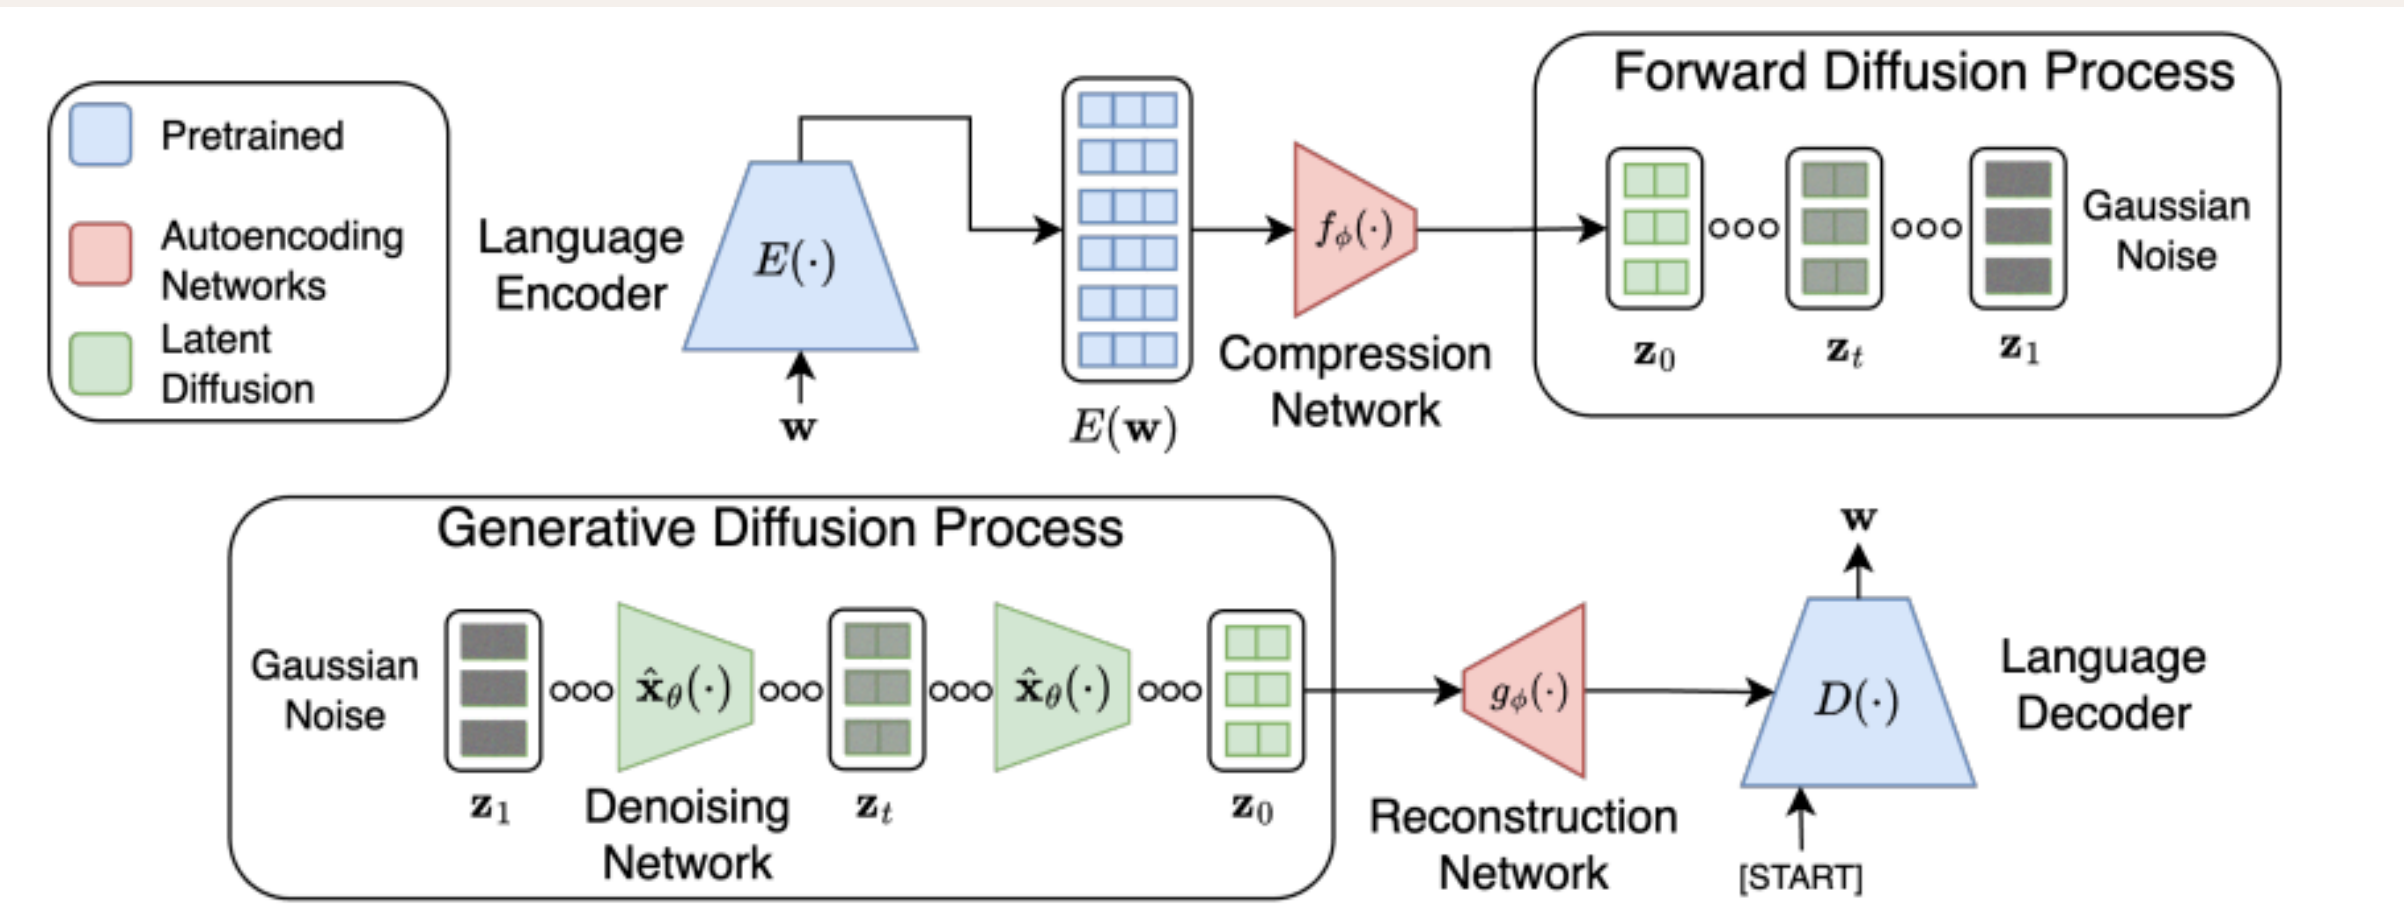 Pretrained
Autoencoding
Networks
Latent
Diffusion
Language
Encoder
E(·)
w
E(w)
f_ϕ(·)
Compression
Network
Forward Diffusion Process
z_0
z_t
z_1
Gaussian
Noise
Generative Diffusion Process
Gaussian
Noise
z_1
x̂_θ(·)
Denoising
Network
z_t
x̂_θ(·)
z_0
g_ϕ(·)
Reconstruction
Network
w
D(·)
[START]
Language
Decoder